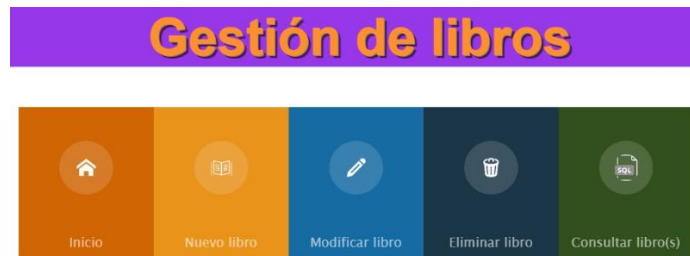 Gestión de libros
SQL
Inicio
Nuevo libro
Modificar libro
Eliminar libro
Consultar libro(s)